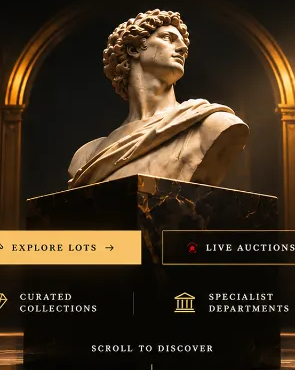 EXPLORE LOTS →
LIVE AUCTIONS
CURATED
COLLECTIONS
SPECIALIST
DEPARTMENTS
SCROLL TO DISCOVER